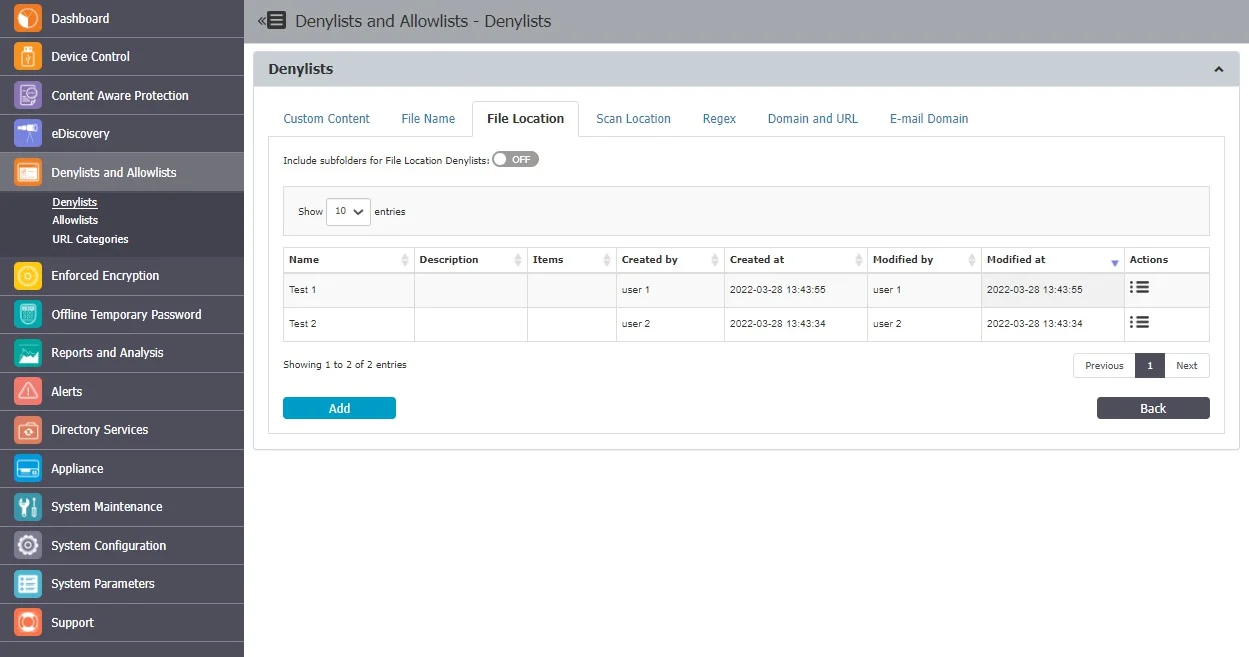 Dashboard
Device Control
Content Aware Protection
eDiscovery
Denylists and Allowlists
Denylists
Allowlists
URL Categories
Enforced Encryption
Offline Temporary Password
Reports and Analysis
Alerts
Directory Services
Appliance
System Maintenance
System Configuration
System Parameters
Support
Denylists and Allowlists - Denylists
Denylists
Custom Content File Name File Location Scan Location Regex Domain and URL E-mail Domain
Include subfolders for File Location Denylists: OFF
Show 10 entries
Name Description Items Created by Created at Modified by Modified at Actions
Test 1 user 1 2022-03-28 13:43:55 user 1 2022-03-28 13:43:55
Test 2 user 2 2022-03-28 13:43:34 user 2 2022-03-28 13:43:34
Showing 1 to 2 of 2 entries Previous 1 Next
Add Back